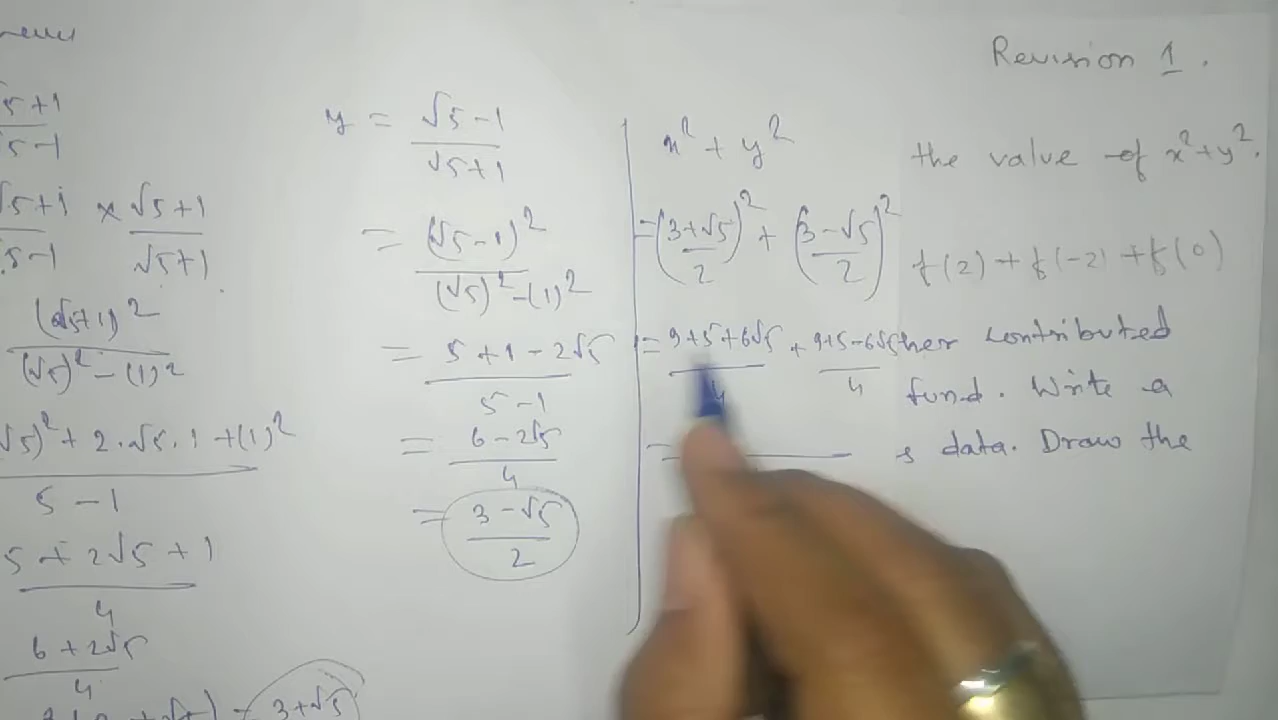 Revision 1.
√5+1
√5-1
√5+1 × √5+1
√5-1 √5+1
(√5+1)²
(√5)² - (1)²
√5)² + 2.√5.1 + (1)²
5-1
5 + 2√5 + 1
4
6 + 2√5
4
3+√5
y = √5-1
√5+1
= (√5-1)²
(√5)² - (1)²
= 5+1-2√5
5-1
= 6-2√5
4
= 3-√5
2
x² + y²
= (3+√5)² + (3-√5)²
2 2
= 9+5+6√5 + 9+5-6√5
4 4
=
the value of x²+y².
f(2) + f(-2) + f(0)
her contributed
fund. Write a
s data. Draw the